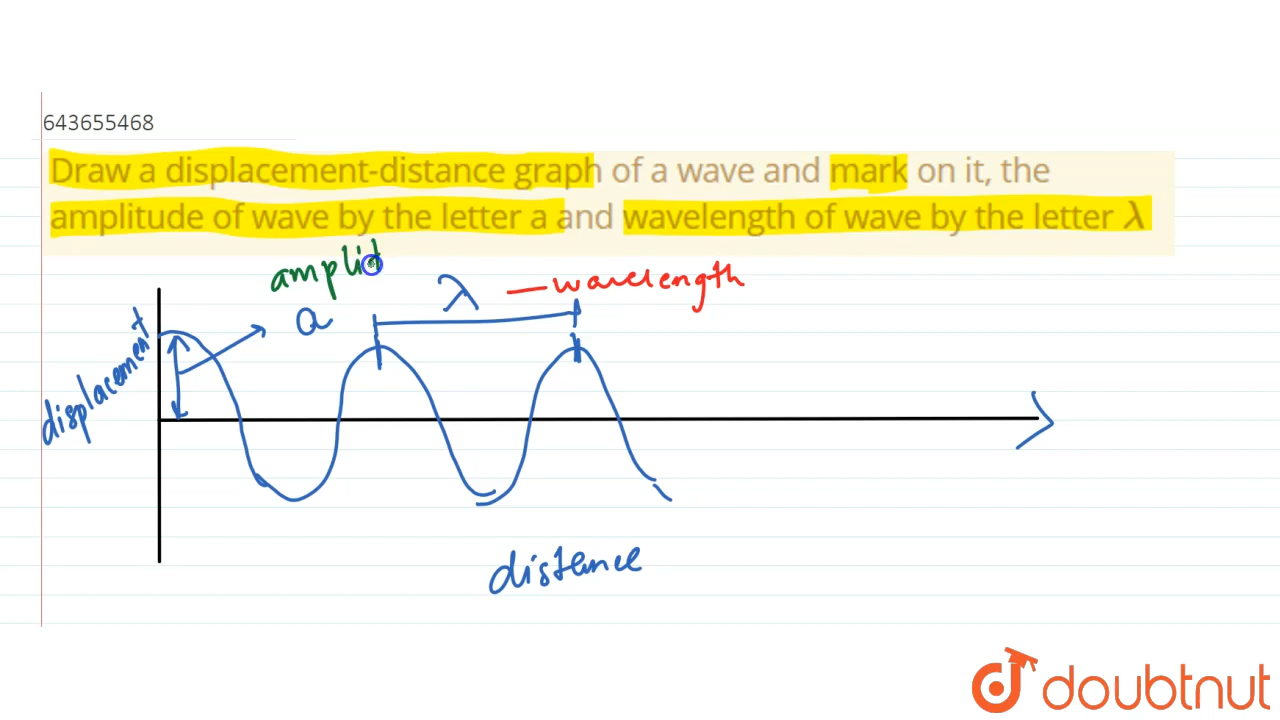 643655468
Draw a displacement-distance graph of a wave and mark on it, the
amplitude of wave by the letter a and wavelength of wave by the letter λ
amplit
λ
—wavelength
a
displacement
distance
doubtnut